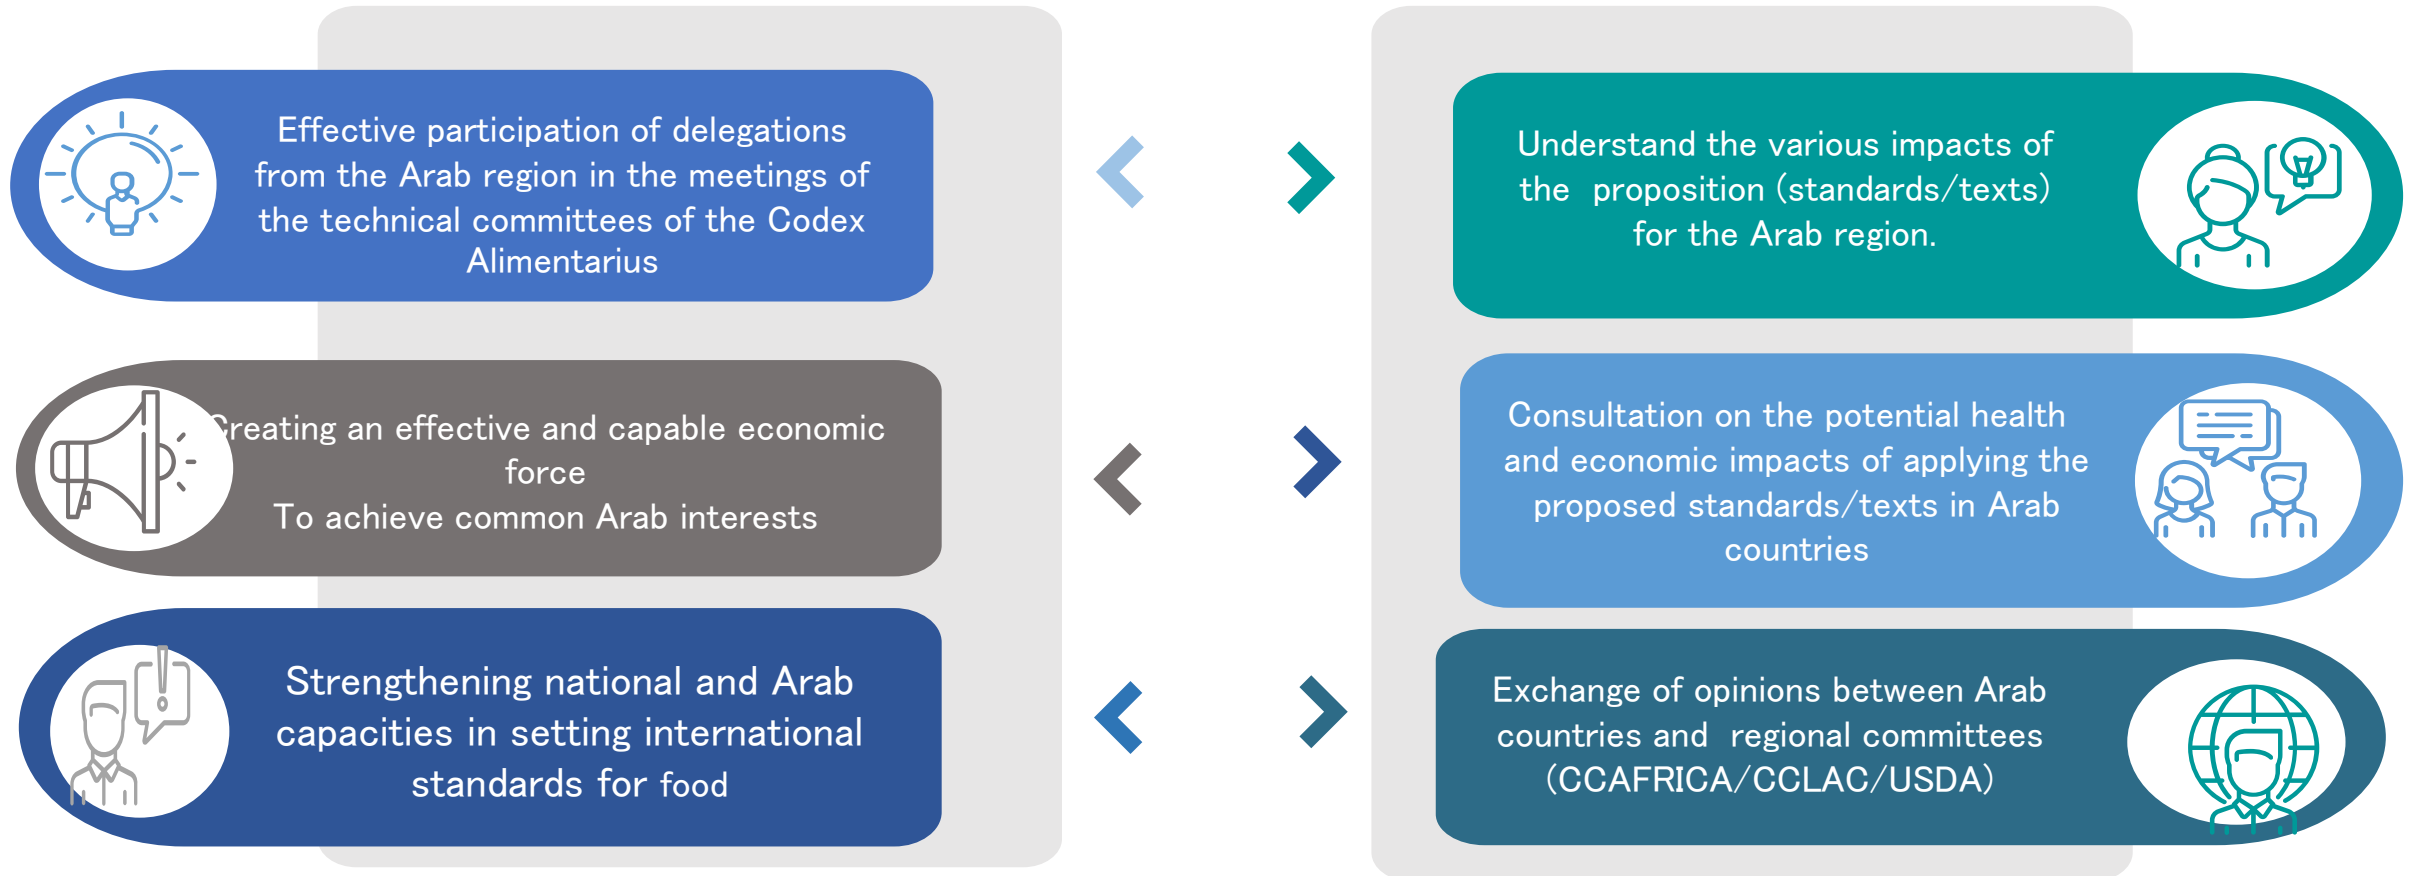 Effective participation of delegations
from the Arab region in the meetings of
the technical committees of the Codex
Alimentarius
Creating an effective and capable economic
force
To achieve common Arab interests
Strengthening national and Arab
capacities in setting international
standards for food
Understand the various impacts of
the proposition (standards/texts)
for the Arab region.
Consultation on the potential health
and economic impacts of applying the
proposed standards/texts in Arab
countries
Exchange of opinions between Arab
countries and regional committees
(CCAFRICA/CCLAC/USDA)